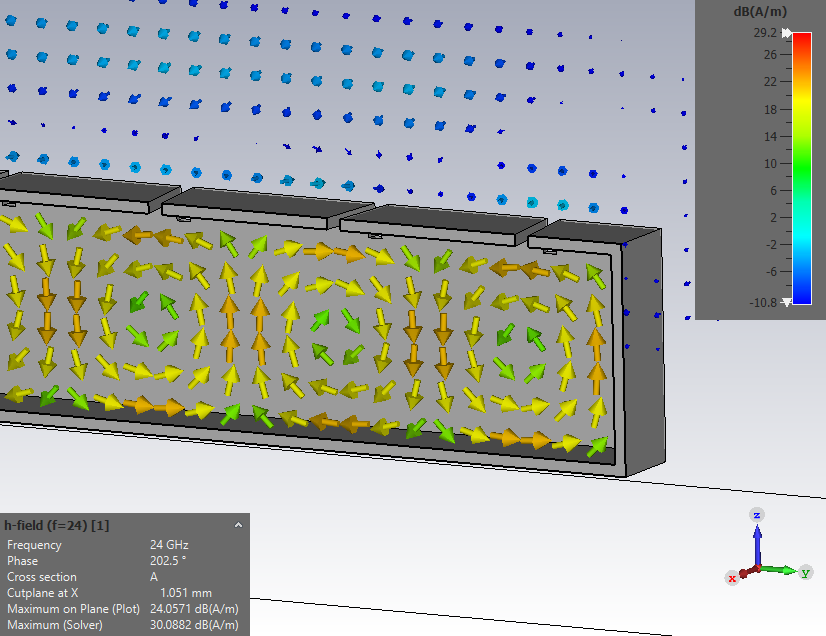 dB(A/m)
29.2
26
22
18
14
10
6
2
-2
-6
-10.8
h-field (f=24) [1]
Frequency 24 GHz
Phase 202.5 °
Cross section A
Cutplane at X 1.051 mm
Maximum on Plane (Plot) 24.0571 dB(A/m)
Maximum (Solver) 30.0882 dB(A/m)
z
x
y